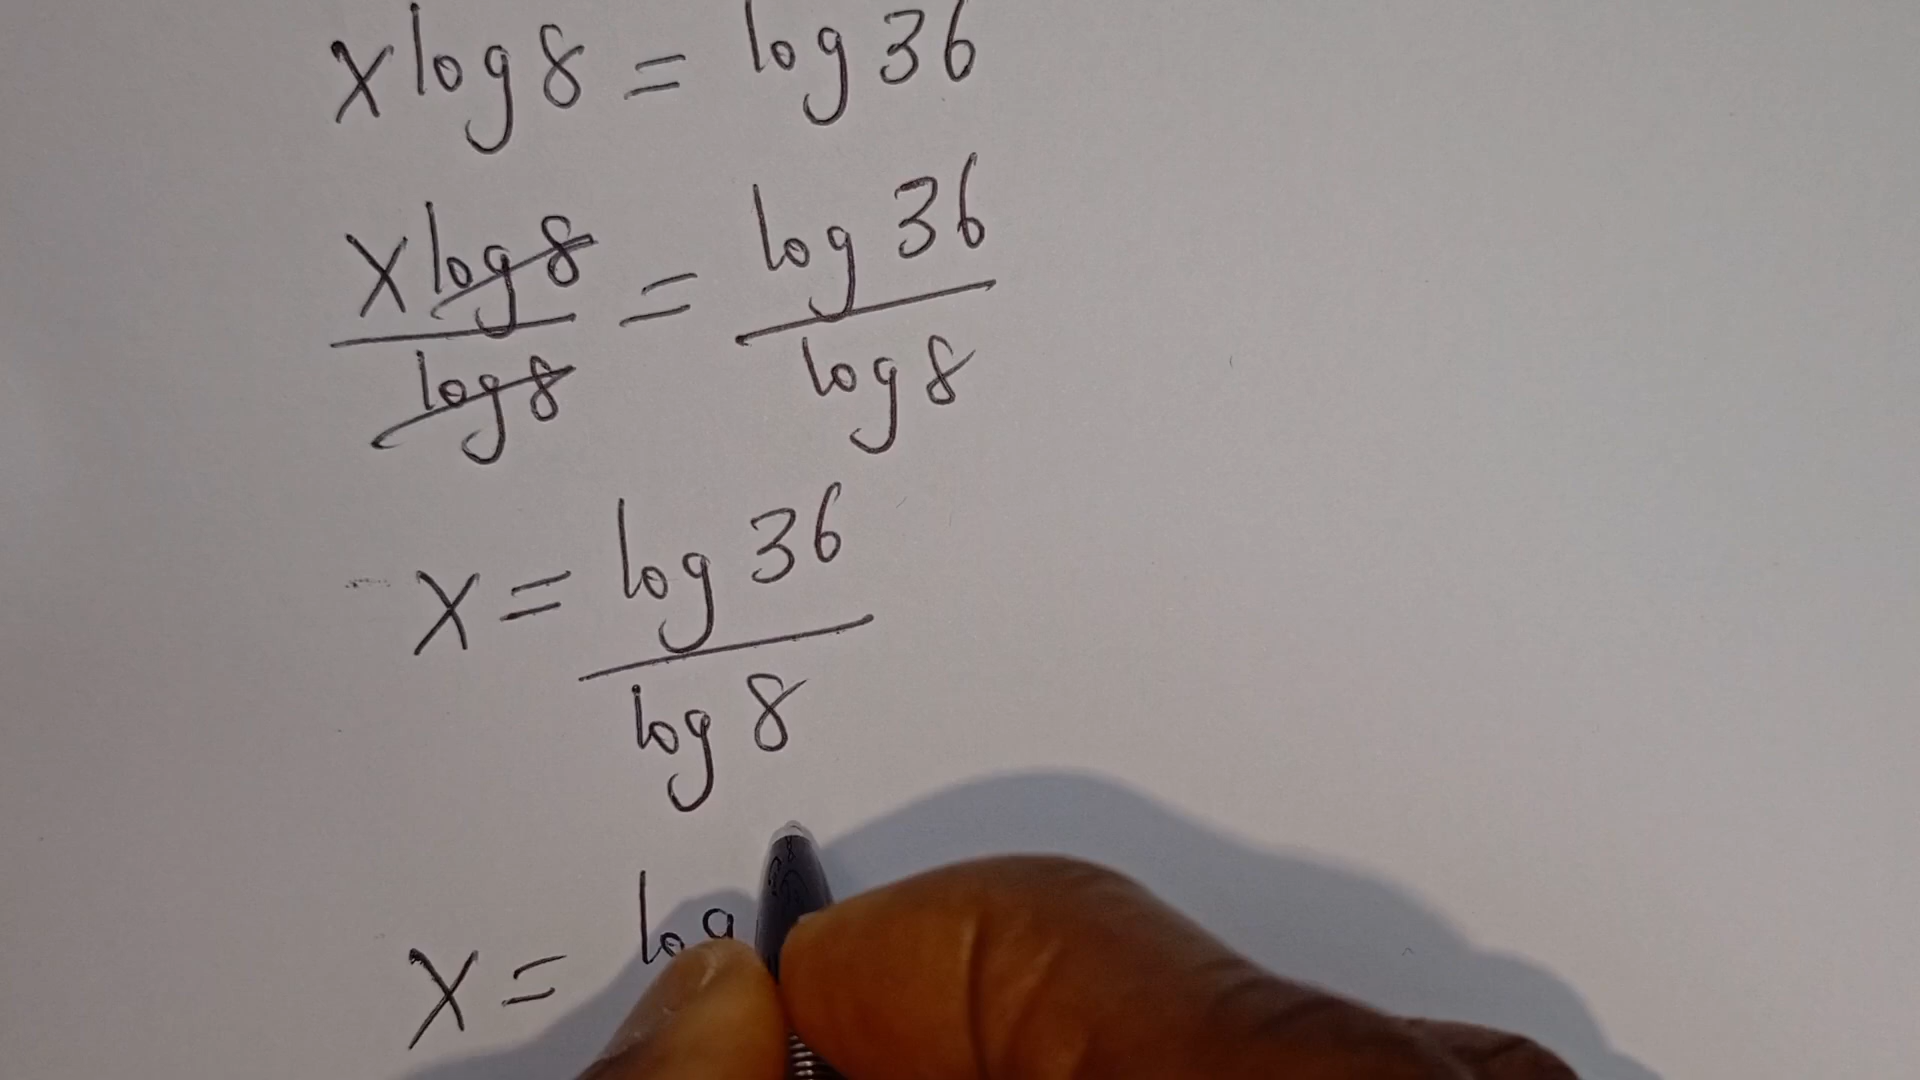 x log 8 = log 36
x log 8 / log 8 = log 36 / log 8
x = log 36 / log 8
x = log